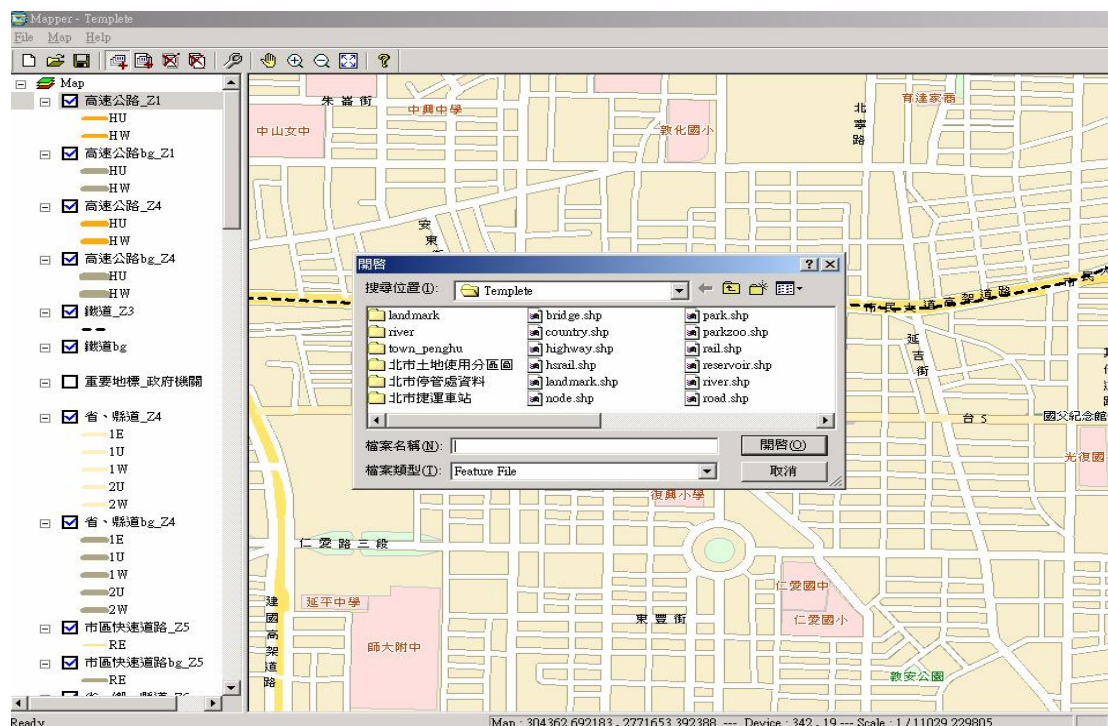 Mapper - Templete
File Map Help
Map
高速公路_Z1
HU
HW
高速公路bg_Z1
HU
HW
高速公路_Z4
HU
HW
高速公路bg_Z4
HU
HW
鐵道_Z3
鐵道bg
重要地標_政府機關
省、縣道_Z4
1E
1U
1W
2U
2W
省、縣道bg_Z4
1E
1U
1W
2U
2W
市區快速道路_Z5
RE
市區快速道路bg_Z5
RE
朱崙街
中興中學
中山女中
敦化國小
北寧路
育達家商
安東
市民大道高架道路
市民大
延吉街
台5
國父紀念館
光復國
復興小學
仁愛路三段
仁愛國中
仁愛國小
建國高架道路
延平中學
師大附中
東豐街
敦安公園
開啟
搜尋位置(I):
Templete
landmark
river
town_penghu
北市土地使用分區圖
北市停管處資料
北市捷運車站
bridge.shp
country.shp
highway.shp
hsrail.shp
landmark.shp
node.shp
park.shp
parkzoo.shp
rail.shp
reservoir.shp
river.shp
road.shp
檔案名稱(N):
開啟(O)
檔案類型(T):
Feature File
取消
Ready
Map : 304362.692183 , 2771653.392388 --- Device : 342 , 19 --- Scale : 1 / 11029.229805